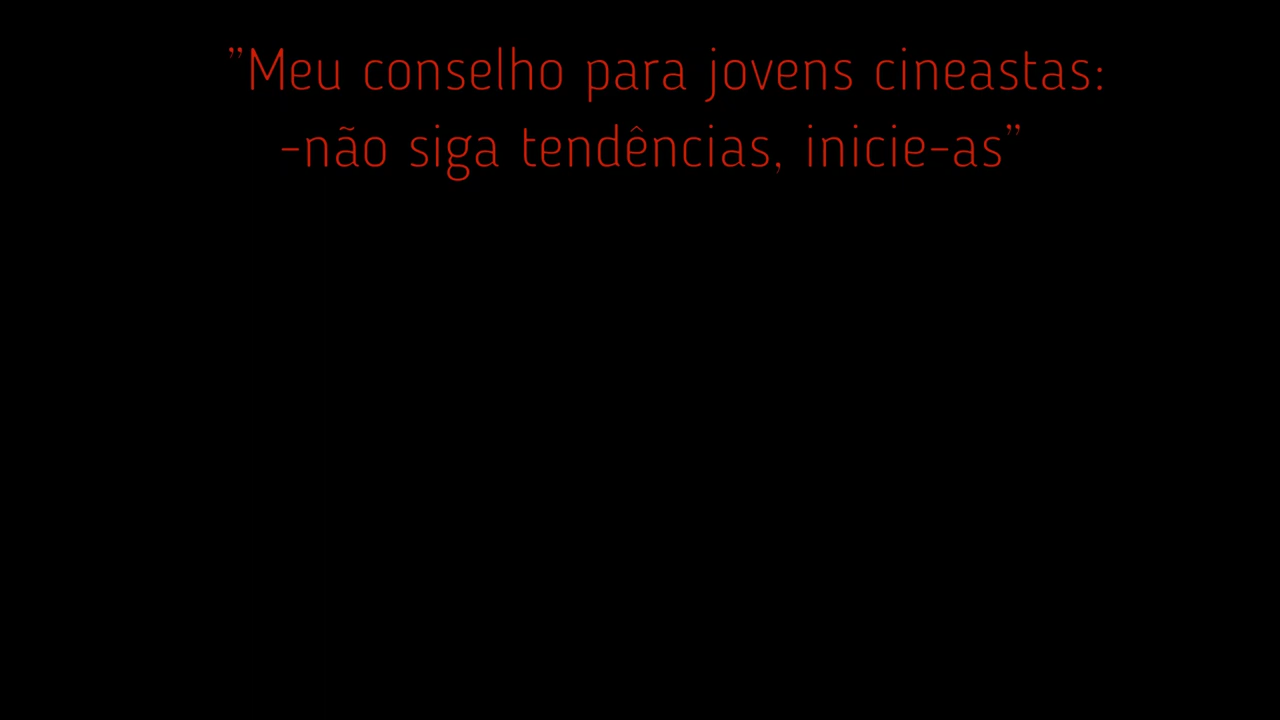 ”Meu conselho para jovens cineastas:
-não siga tendências, inicie-as”